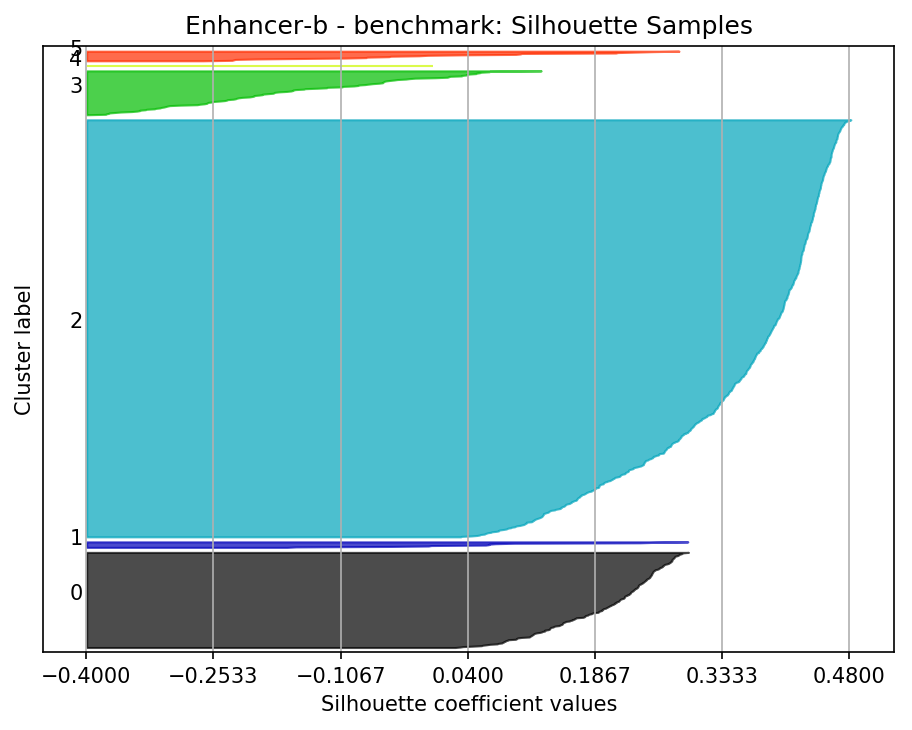 Enhancer-b - benchmark: Silhouette Samples
5
4
3
2
1
0
Cluster label
−0.4000 −0.2533 −0.1067 0.0400 0.1867 0.3333 0.4800
Silhouette coefficient values